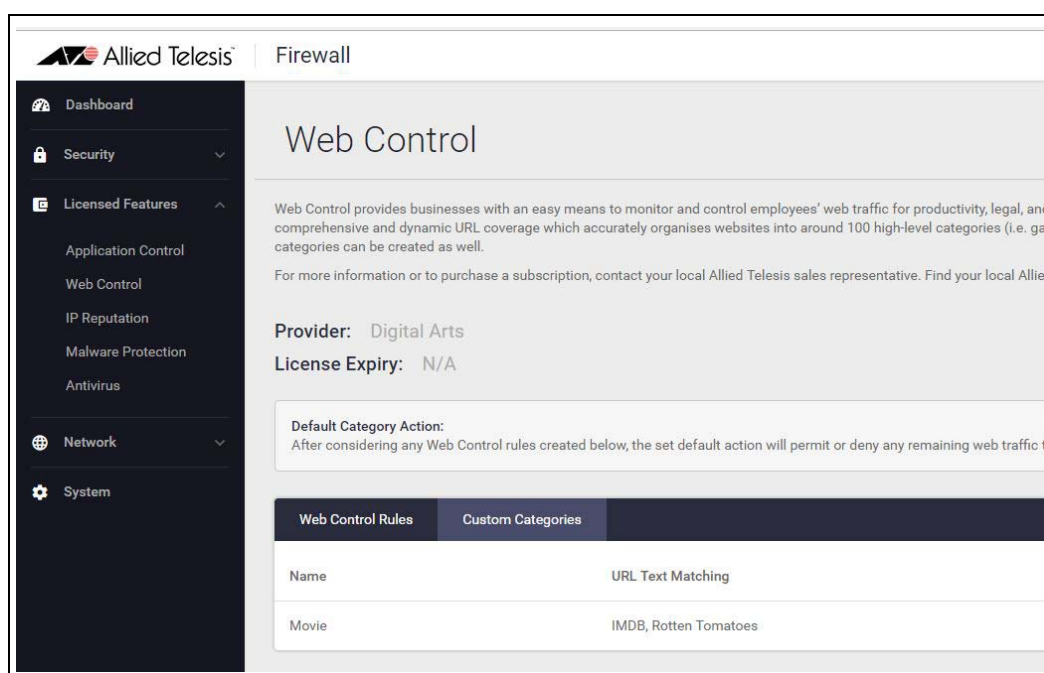 Allied Telesis
Firewall
Dashboard
Security
Licensed Features
Application Control
Web Control
IP Reputation
Malware Protection
Antivirus
Network
System
Web Control
Web Control provides businesses with an easy means to monitor and control employees' web traffic for productivity, legal, and
comprehensive and dynamic URL coverage which accurately organises websites into around 100 high-level categories (i.e. ga
categories can be created as well.
For more information or to purchase a subscription, contact your local Allied Telesis sales representative. Find your local Allie
Provider: Digital Arts
License Expiry: N/A
Default Category Action:
After considering any Web Control rules created below, the set default action will permit or deny any remaining web traffic t
Web Control Rules Custom Categories
Name URL Text Matching
Movie IMDB, Rotten Tomatoes